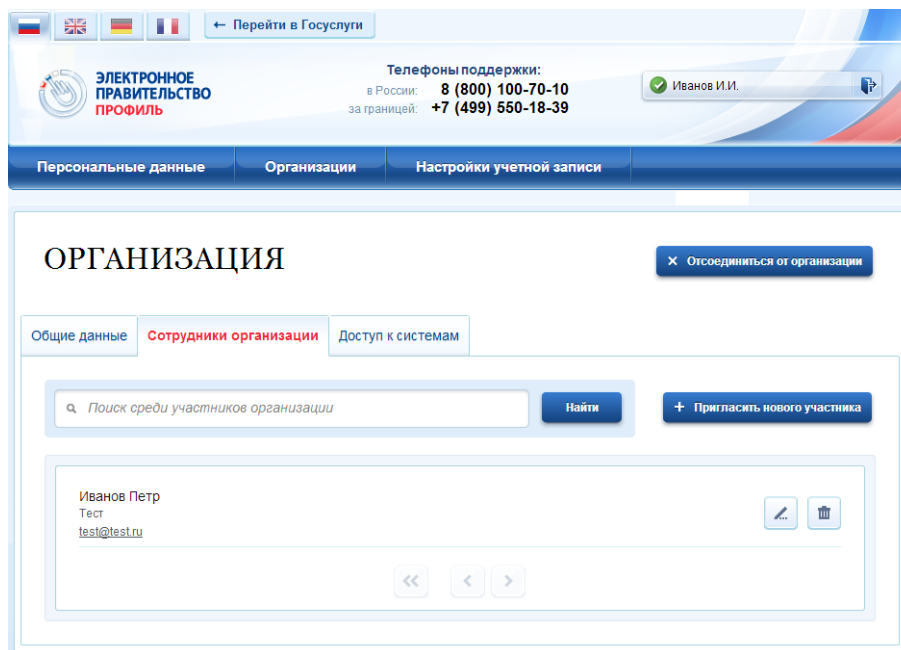 ← Перейти в Госуслуги
ЭЛЕКТРОННОЕ
ПРАВИТЕЛЬСТВО
ПРОФИЛЬ
Телефоны поддержки:
в России: 8 (800) 100-70-10
за границей: +7 (499) 550-18-39
Иванов И.И.
Персональные данные Организации Настройки учетной записи
ОРГАНИЗАЦИЯ
× Отсоединиться от организации
Общие данные Сотрудники организации Доступ к системам
Поиск среди участников организации Найти + Пригласить нового участника
Иванов Петр
Тест
test@test.ru